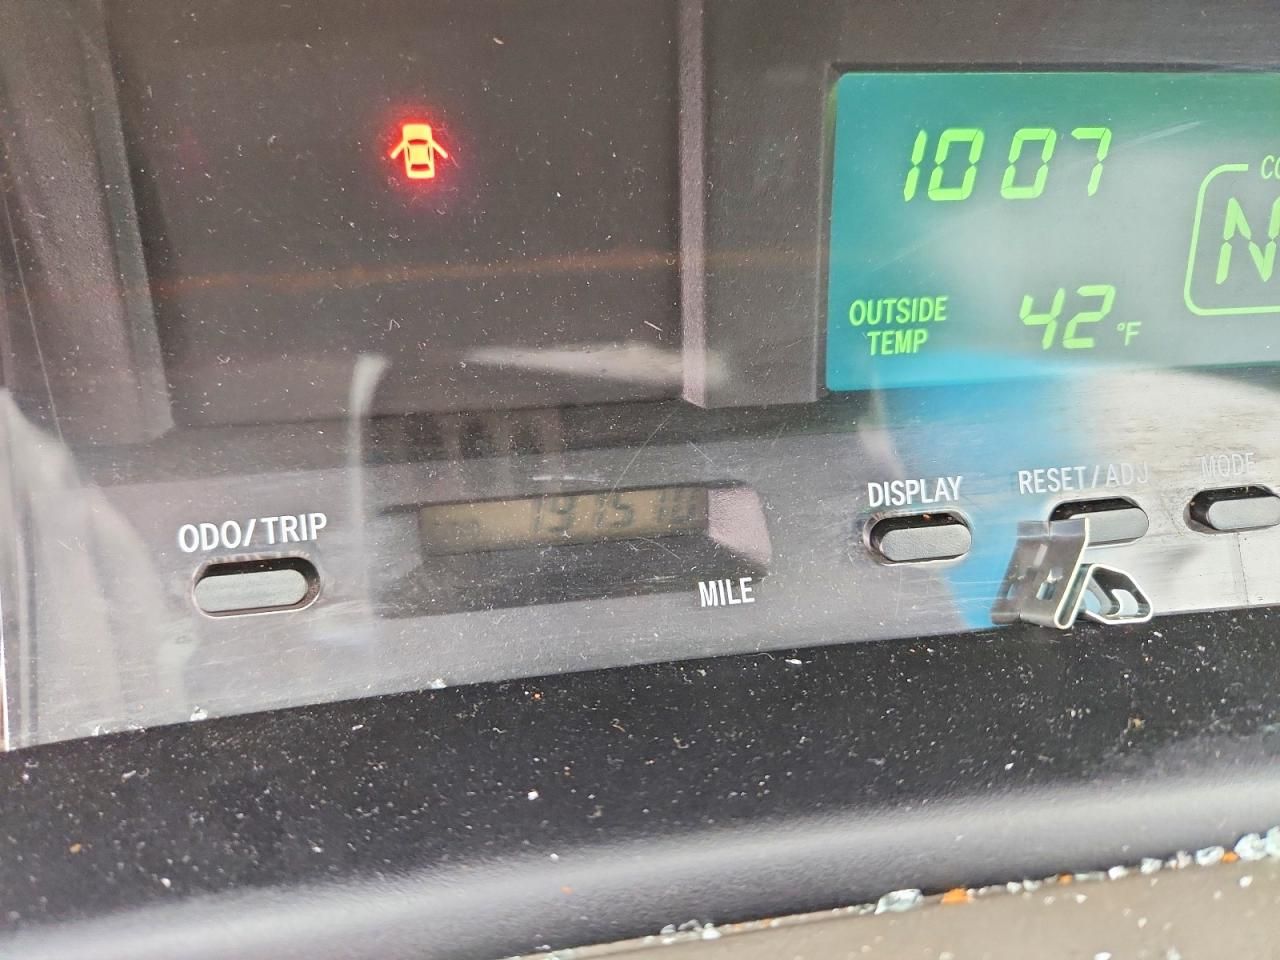 10 07
OUTSIDE
TEMP
42 °F
ODO/TRIP
MILE
DISPLAY
RESET/ADJ
MODE